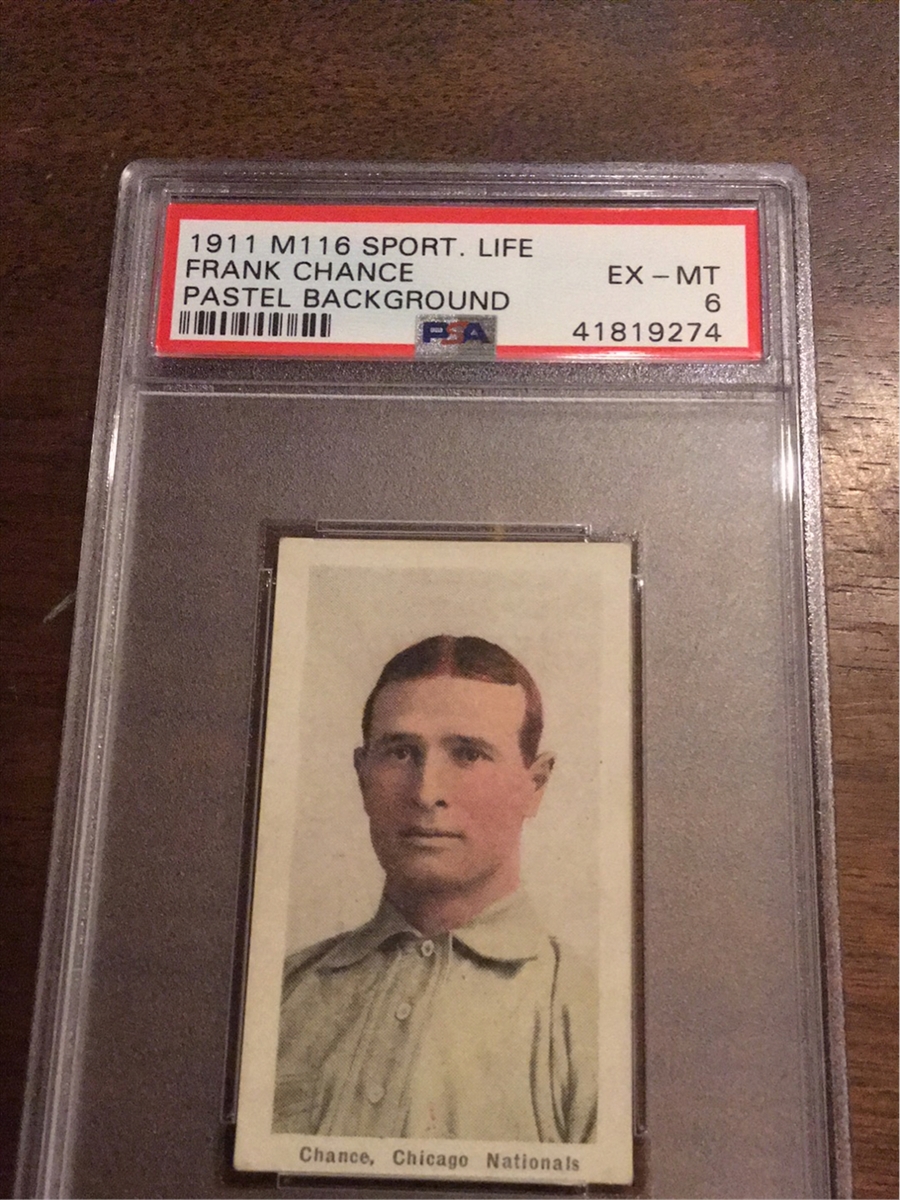 1911 M116 SPORT. LIFE
FRANK CHANCE EX - MT
PASTEL BACKGROUND 6
PSA 41819274
Chance, Chicago Nationals